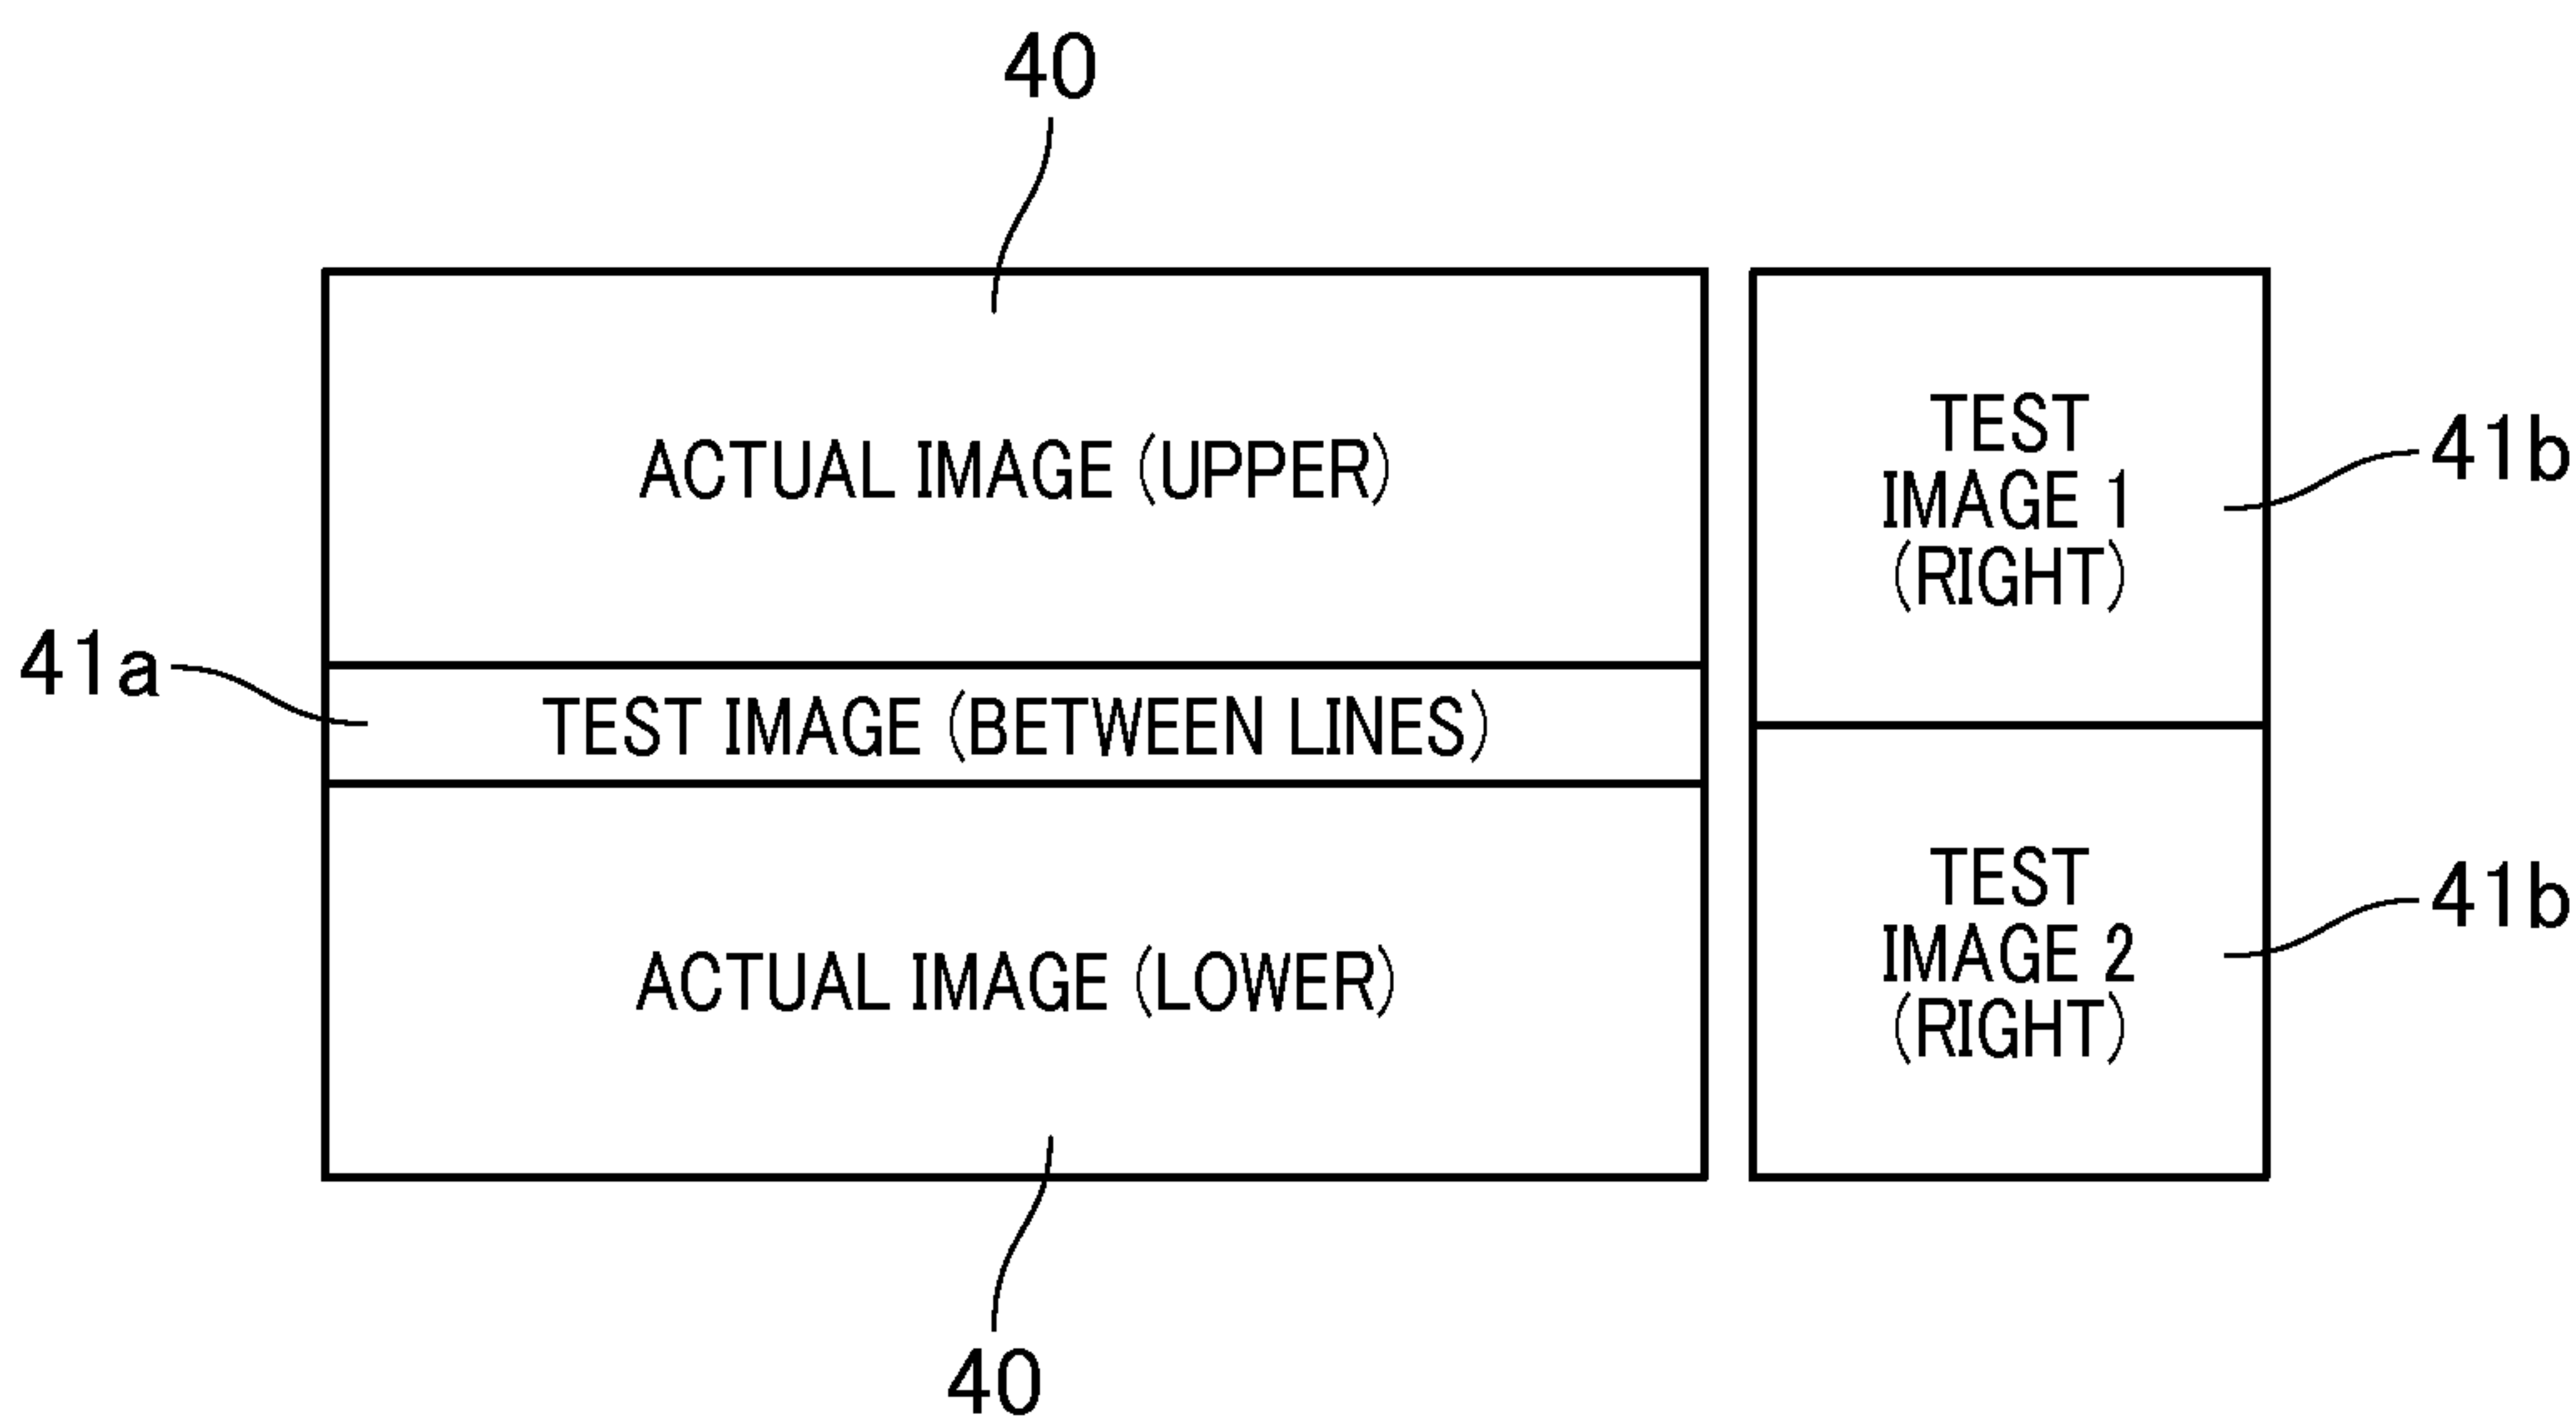 40
ACTUAL IMAGE (UPPER)
TEST
IMAGE 1
(RIGHT)
41b
41a
TEST IMAGE (BETWEEN LINES)
ACTUAL IMAGE (LOWER)
TEST
IMAGE 2
(RIGHT)
41b
40